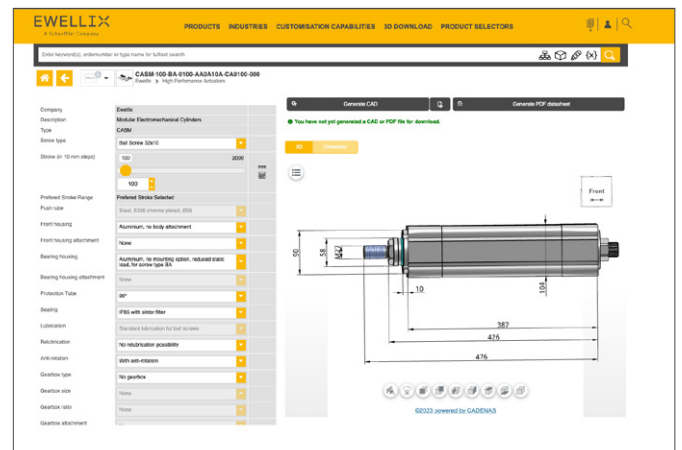 EWELLIX
A Schaeffler Company
PRODUCTS INDUSTRIES CUSTOMISATION CAPABILITIES 3D DOWNLOAD PRODUCT SELECTORS
Enter keyword(s), ordernumber or type name for fulltext search
CASM-100-BA-0100-AA0A10A-CA0100-000
Ewellix > High Performance Actuators
Generate CAD
Generate PDF datasheet
You have not yet generated a CAD or PDF file for download.
3D
Dimension
Company Ewellix
Description Modular Electromechanical Cylinders
Type CASM
Screw type Ball Screw 32x10
Stroke (in 10 mm steps) 100 2000
mm
100
Prefered Stroke Range Prefered Stroke Selected
Push tube
Front housing Aluminium, no body attachment
Front housing attachment None
Bearing housing Aluminium, no mounting option, reduced static load, for screw type BA
Bearing housing attachment None
Protection Tube 90°
Sealing IP65 with sinter filter
Lubrication Standard lubrication for ball screws
Relubrication No relubrication possibility
Anti-rotation With anti-rotation
Gearbox type No gearbox
Gearbox size None
Gearbox ratio None
Gearbox attachment
Front
90
58
M27
10
104
387
426
476
©2023 powered by CADENAS